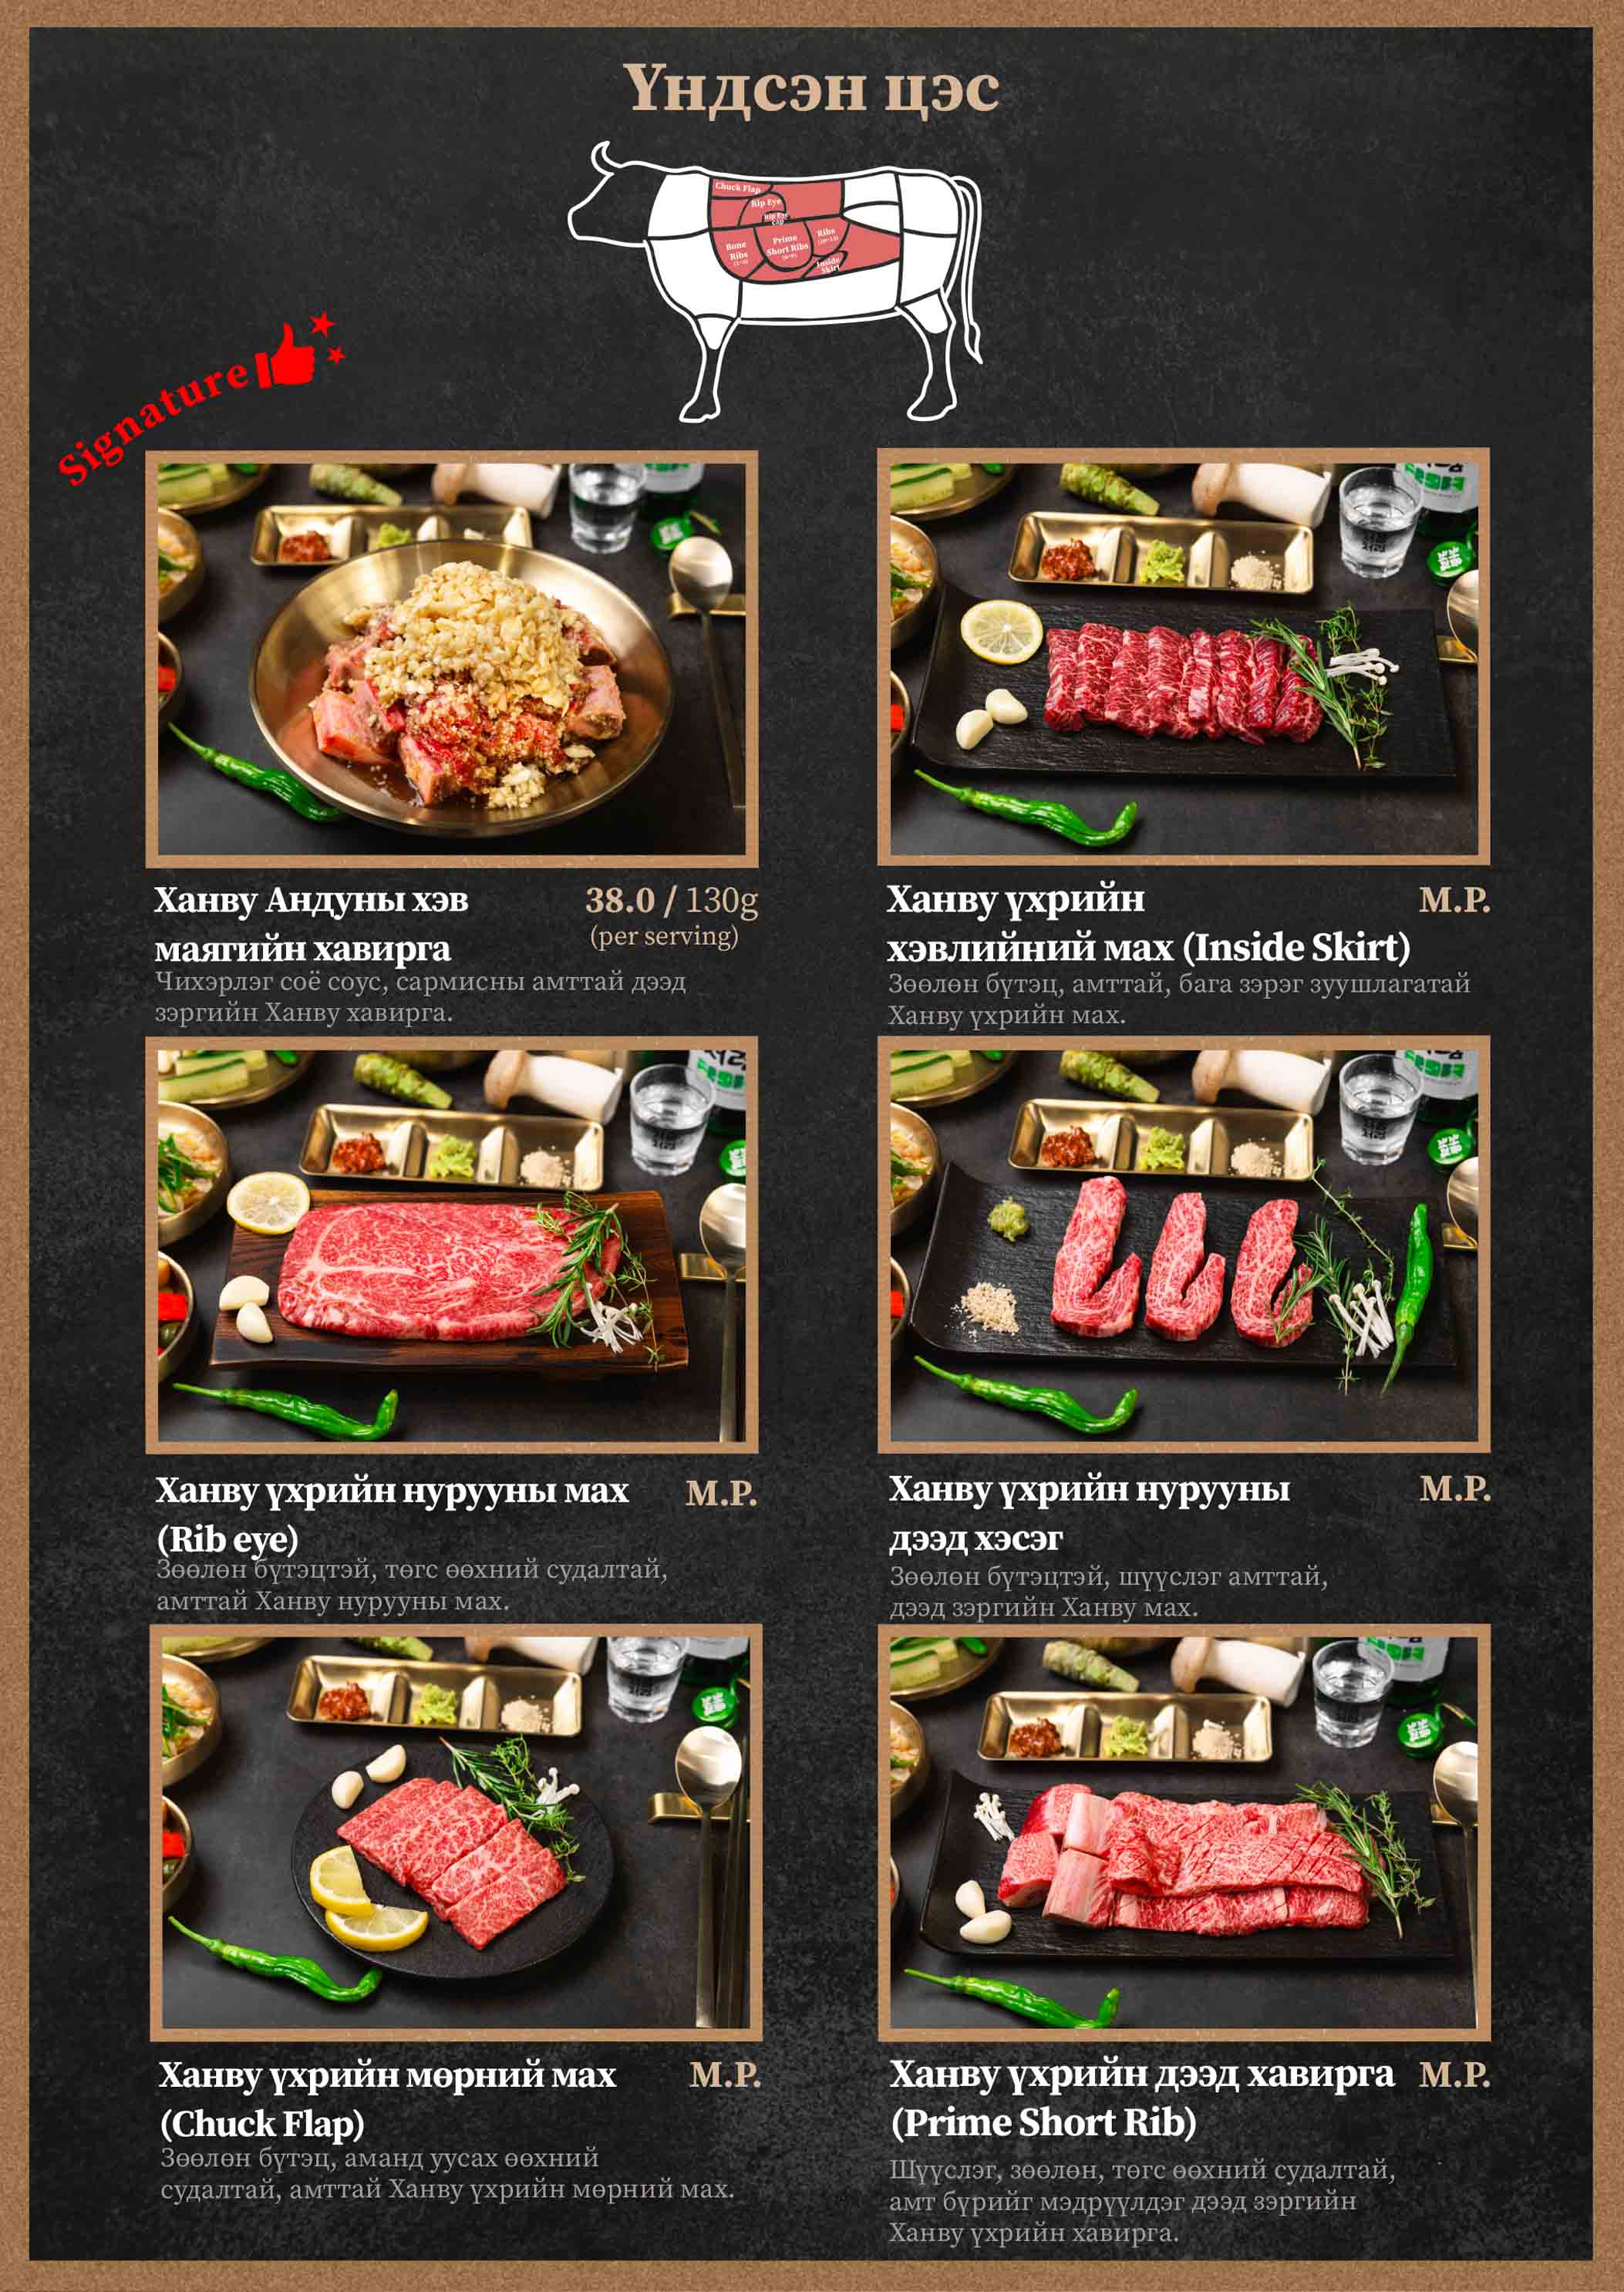 Үндсэн цэс
Chuck Flap
Rip Eye
Rip Eye
cap
Bone
Ribs
(1~5)
Prime
Short Ribs
(6~9)
Ribs
(10~13)
Inside
Skirt
Signature
Ханву Андуны хэв
маягийн хавирга
38.0 / 130g
(per serving)
Чихэрлэг соё соус, сармисны амттай дээд
зэргийн Ханву хавирга.
Ханву үхрийн
хэвлийний мах (Inside Skirt)
M.P.
Зөөлөн бүтэц, амттай, бага зэрэг зуушлагатай
Ханву үхрийн мах.
Ханву үхрийн нурууны мах
(Rib eye)
M.P.
Зөөлөн бүтэцтэй, төгс өөхний судалтай,
амттай Ханву нурууны мах.
Ханву үхрийн нурууны
дээд хэсэг
M.P.
Зөөлөн бүтэцтэй, шүүслэг амттай,
дээд зэргийн Ханву мах.
Ханву үхрийн мөрний мах
(Chuck Flap)
M.P.
Зөөлөн бүтэц, аманд уусах өөхний
судалтай, амттай Ханву үхрийн мөрний мах.
Ханву үхрийн дээд хавирга
(Prime Short Rib)
M.P.
Шүүслэг, зөөлөн, төгс өөхний судалтай,
амт бүрийг мэдрүүлдэг дээд зэргийн
Ханву үхрийн хавирга.